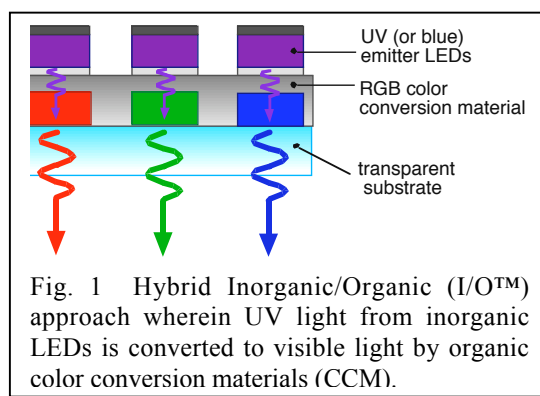 UV (or blue)
emitter LEDs
RGB color
conversion material
transparent
substrate
Fig. 1 Hybrid Inorganic/Organic (I/O™)
approach wherein UV light from inorganic
LEDs is converted to visible light by organic
color conversion materials (CCM).